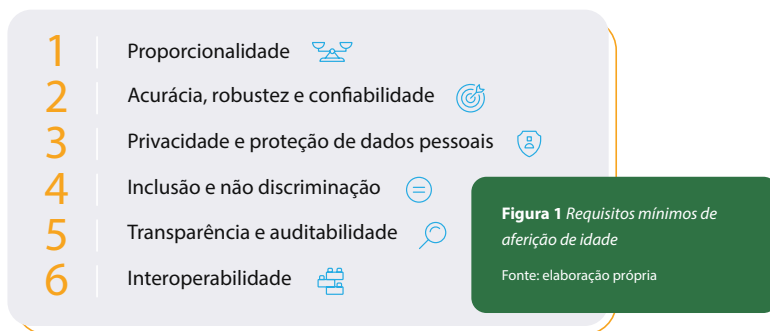 1 Proporcionalidade
2 Acurácia, robustez e confiabilidade
3 Privacidade e proteção de dados pessoais
4 Inclusão e não discriminação
5 Transparência e auditabilidade
6 Interoperabilidade
Figura 1 Requisitos mínimos de
aferição de idade
Fonte: elaboração própria